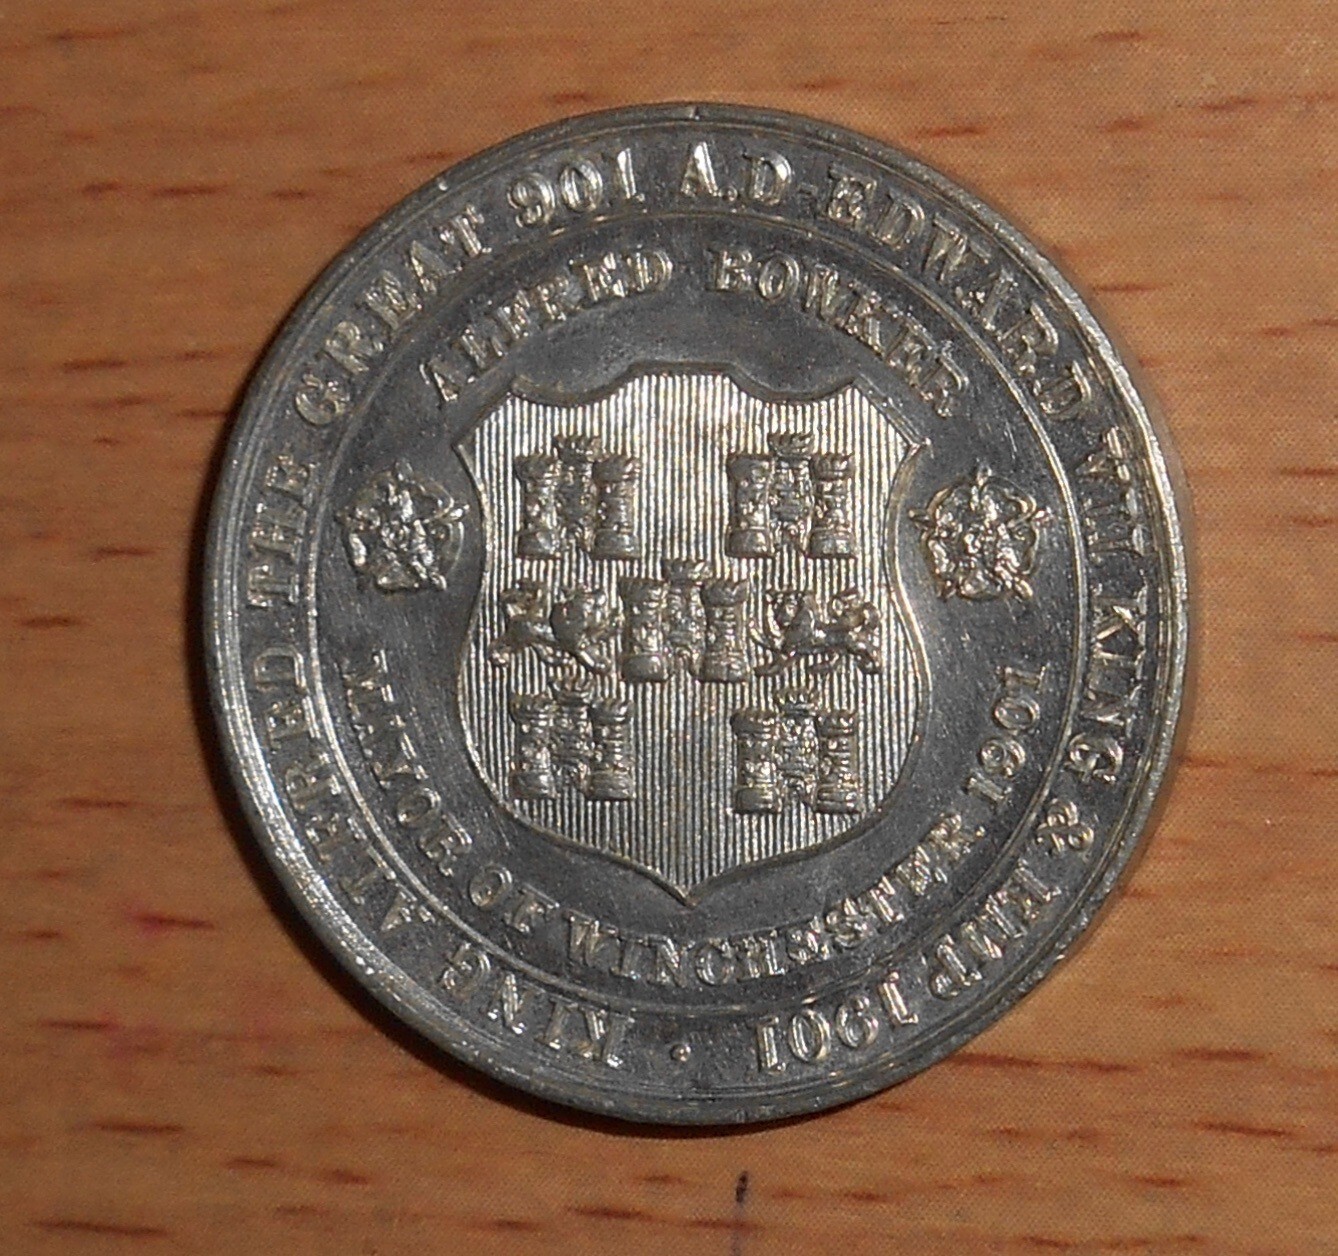 KING ALFRED THE GREAT 901 A.D-EDWARD VII KING & EMP 1901 ·
ALFRED BOWKER
MAYOR OF WINCHESTER 1901